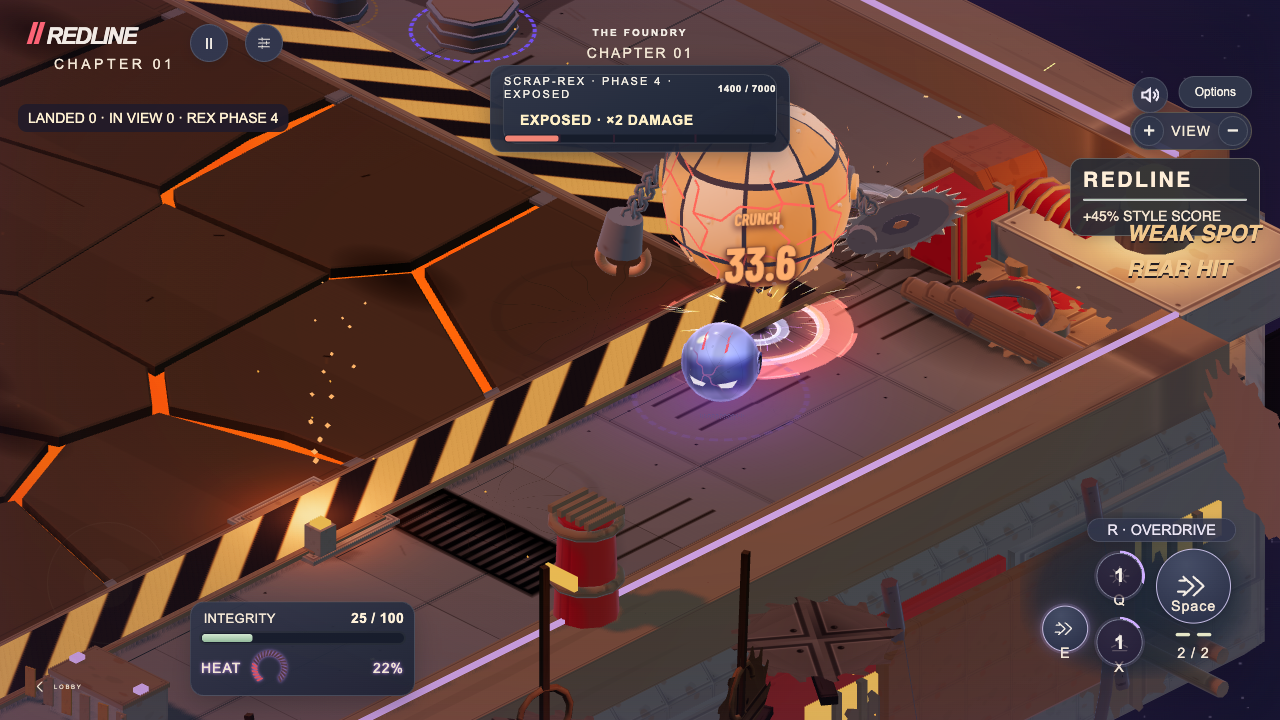 REDLINE
CHAPTER 01
LANDED 0 · IN VIEW 0 · REX PHASE 4
THE FOUNDRY
CHAPTER 01
SCRAP-REX · PHASE 4 ·
EXPOSED
1400 / 7000
EXPOSED · ×2 DAMAGE
Options
+ VIEW −
REDLINE
+45% STYLE SCORE
WEAK SPOT
REAR HIT
CRUNCH
33.6
R · OVERDRIVE
1
Q
Space
E
1
X
2 / 2
INTEGRITY 25 / 100
HEAT 22%
LOBBY